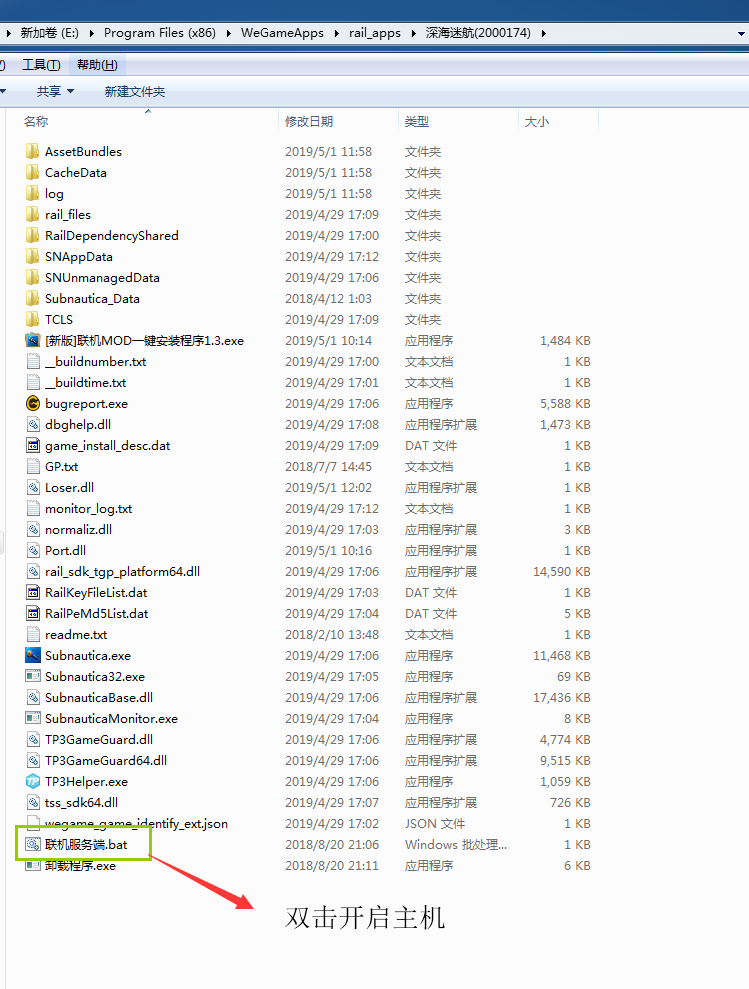 新加卷 (E:) Program Files (x86) WeGameApps rail_apps 深海迷航(2000174)
工具(T) 帮助(H)
共享 新建文件夹
名称 修改日期 类型 大小
AssetBundles 2019/5/1 11:58 文件夹
CacheData 2019/5/1 11:58 文件夹
log 2019/5/1 11:58 文件夹
rail_files 2019/4/29 17:09 文件夹
RailDependencyShared 2019/4/29 17:00 文件夹
SNAppData 2019/4/29 17:12 文件夹
SNUnmanagedData 2019/4/29 17:06 文件夹
Subnautica_Data 2018/4/12 1:03 文件夹
TCLS 2019/4/29 17:09 文件夹
[新版]联机MOD一键安装程序1.3.exe 2019/5/1 10:14 应用程序 1,484 KB
__buildnumber.txt 2019/4/29 17:00 文本文档 1 KB
__buildtime.txt 2019/4/29 17:01 文本文档 1 KB
bugreport.exe 2019/4/29 17:06 应用程序 5,588 KB
dbghelp.dll 2019/4/29 17:08 应用程序扩展 1,473 KB
game_install_desc.dat 2019/4/29 17:09 DAT 文件 1 KB
GP.txt 2018/7/7 14:45 文本文档 1 KB
Loser.dll 2019/5/1 12:02 应用程序扩展 1 KB
monitor_log.txt 2019/4/29 17:12 文本文档 1 KB
normaliz.dll 2019/4/29 17:03 应用程序扩展 3 KB
Port.dll 2019/5/1 10:16 应用程序扩展 1 KB
rail_sdk_tgp_platform64.dll 2019/4/29 17:06 应用程序扩展 14,590 KB
RailKeyFileList.dat 2019/4/29 17:03 DAT 文件 1 KB
RailPeMd5List.dat 2019/4/29 17:04 DAT 文件 5 KB
readme.txt 2018/2/10 13:48 文本文档 1 KB
Subnautica.exe 2019/4/29 17:06 应用程序 11,468 KB
Subnautica32.exe 2019/4/29 17:05 应用程序 69 KB
SubnauticaBase.dll 2019/4/29 17:06 应用程序扩展 17,436 KB
SubnauticaMonitor.exe 2019/4/29 17:04 应用程序 8 KB
TP3GameGuard.dll 2019/4/29 17:06 应用程序扩展 4,774 KB
TP3GameGuard64.dll 2019/4/29 17:06 应用程序扩展 9,515 KB
TP3Helper.exe 2019/4/29 17:06 应用程序 1,059 KB
tss_sdk64.dll 2019/4/29 17:07 应用程序扩展 726 KB
wegame_game_identify_ext.json 2019/4/29 17:02 JSON 文件 1 KB
联机服务端.bat 2018/8/20 21:06 Windows 批处理... 1 KB
卸载程序.exe 2018/8/20 21:11 应用程序 6 KB
双击开启主机